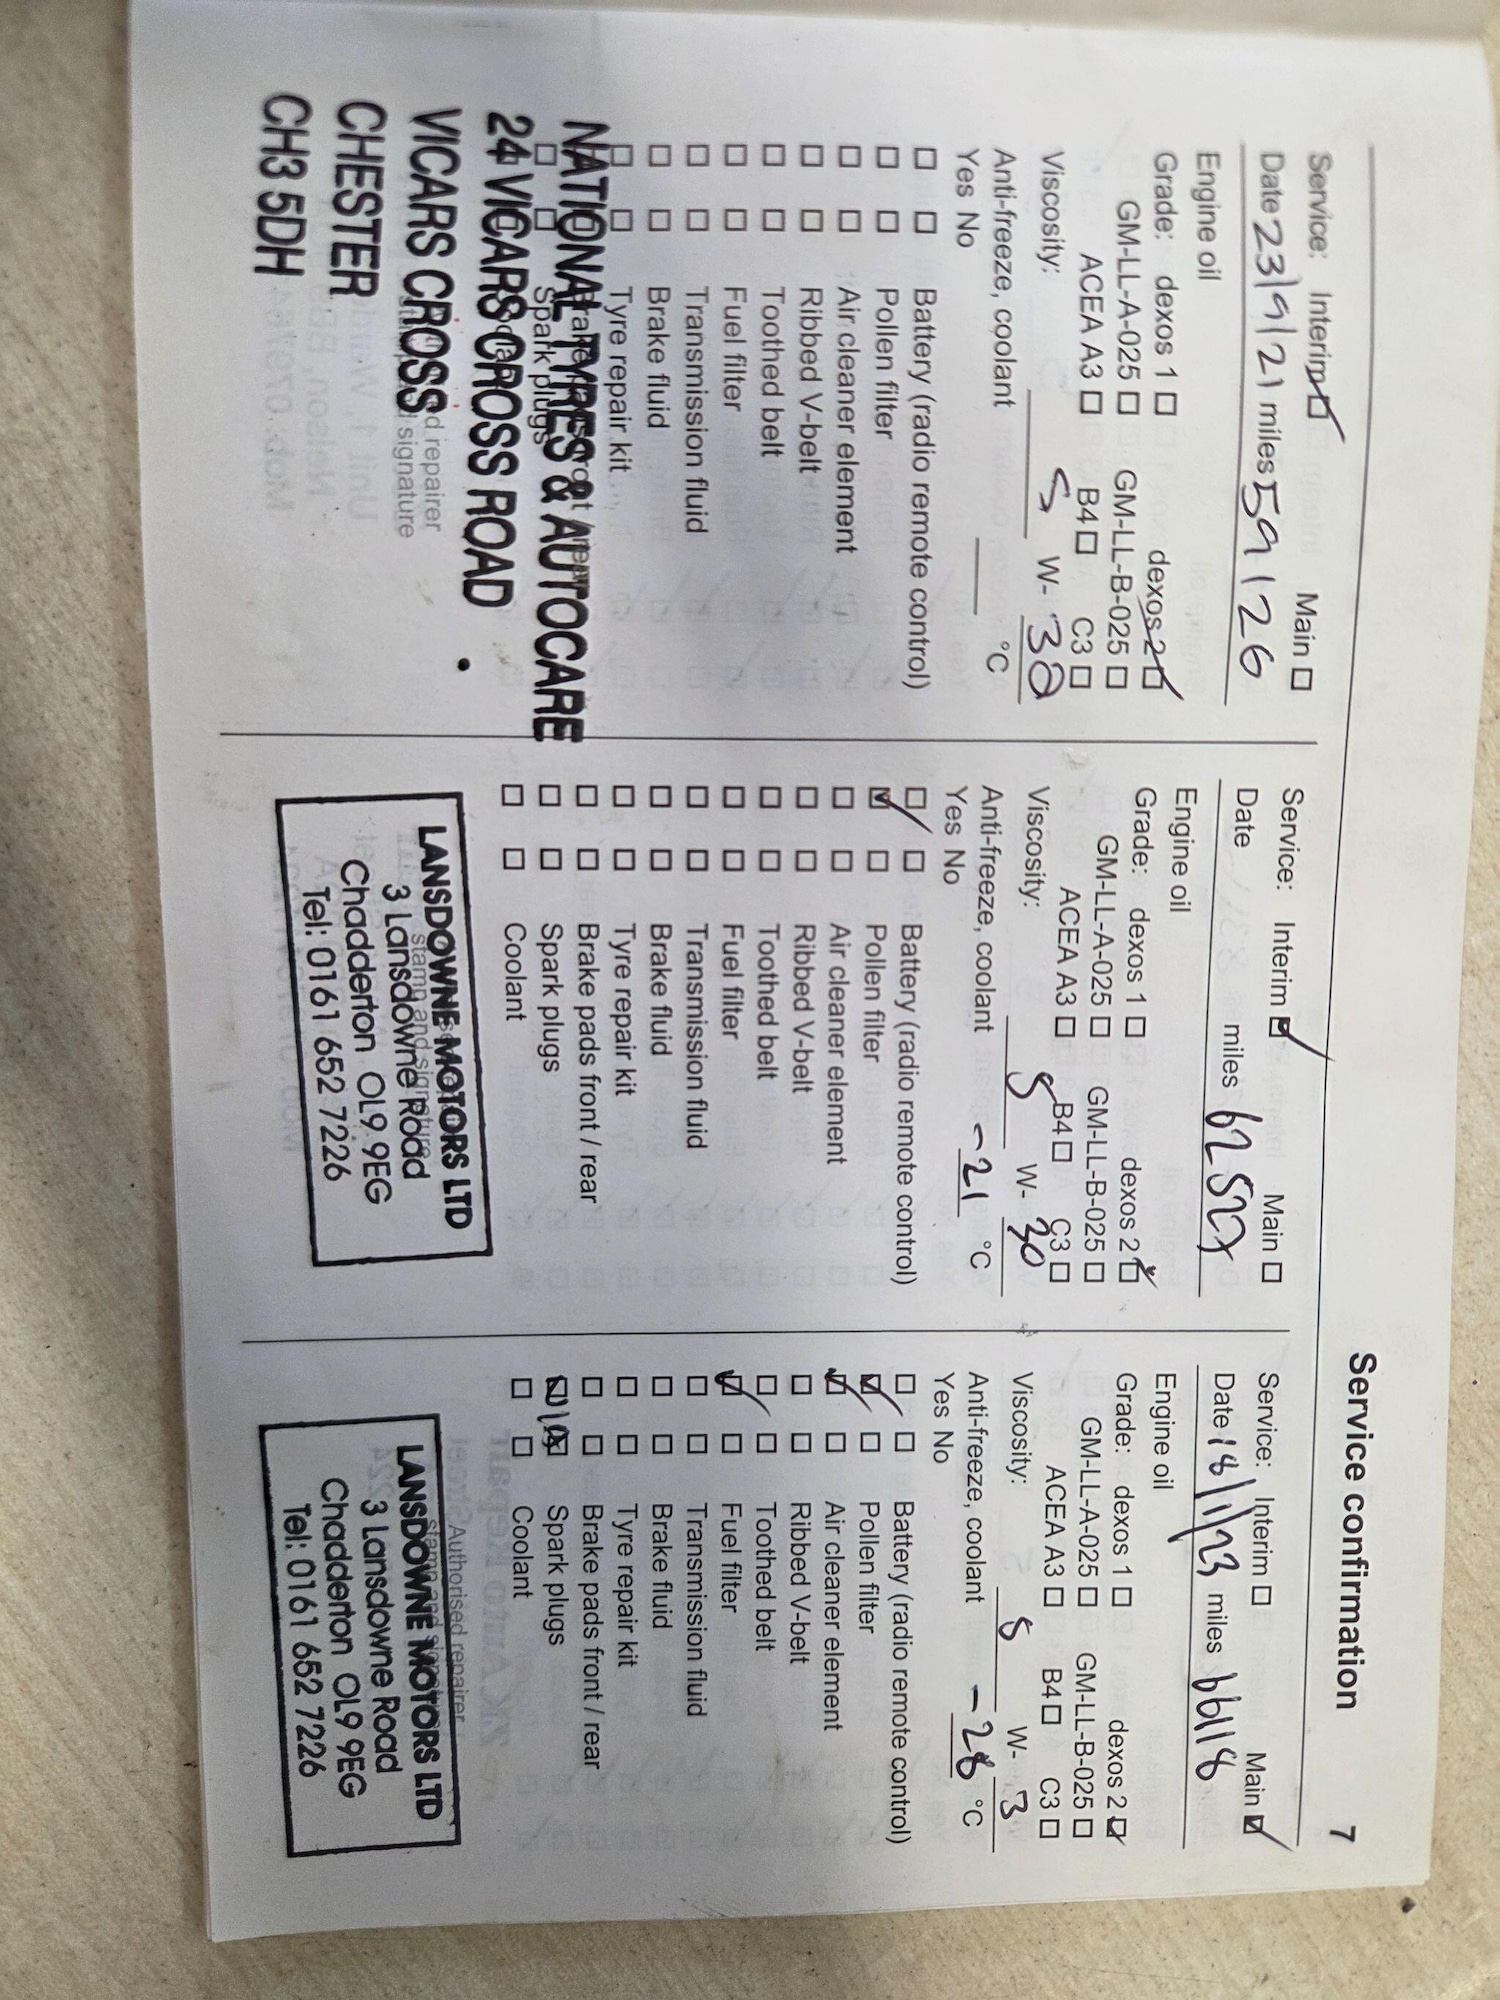 Service confirmation
7
Service: Interim ☑ Main ☐
Date 23/9/21 miles 59126
Engine oil
Grade: dexos 1 ☐ dexos 2 ☑
GM-LL-A-025 ☐ GM-LL-B-025 ☐
ACEA A3 ☐ B4 ☐ C3 ☐
Viscosity: 5 W- 30
Anti-freeze, coolant °C
Yes No
☐ ☐ Battery (radio remote control)
☐ ☐ Pollen filter
☐ ☐ Air cleaner element
☐ ☐ Ribbed V-belt
☐ ☐ Toothed belt
☐ ☐ Fuel filter
☐ ☐ Transmission fluid
☐ ☐ Brake fluid
☐ ☐ Tyre repair kit
☐ ☐ Spark plugs
repairer
signature
NATIONAL TYRES & AUTOCARE
24 VICARS CROSS ROAD
VICARS CROSS
CHESTER
CH3 5DH
Service: Interim ☑ Main ☐
Date miles
Engine oil
Grade: dexos 1 ☐ dexos 2 ☑
GM-LL-A-025 ☐ GM-LL-B-025 ☐
ACEA A3 ☐ B4 ☐ C3 ☐
Viscosity: 5 W- 30
Anti-freeze, coolant -21 °C
Yes No
☐ ☐ Battery (radio remote control)
☑ ☐ Pollen filter
☐ ☐ Air cleaner element
☐ ☐ Ribbed V-belt
☐ ☐ Toothed belt
☐ ☐ Fuel filter
☐ ☐ Transmission fluid
☐ ☐ Brake fluid
☐ ☐ Tyre repair kit
☐ ☐ Brake pads front / rear
☐ ☐ Spark plugs
☐ ☐ Coolant
stamp and signature
LANSDOWNE MOTORS LTD
3 Lansdowne Road
Chadderton OL9 9EG
Tel: 0161 652 7226
Service: Interim ☐ Main ☑
Date 18/1/23 miles 66118
Engine oil
Grade: dexos 1 ☐ dexos 2 ☑
GM-LL-A-025 ☐ GM-LL-B-025 ☐
ACEA A3 ☐ B4 ☐ C3 ☐
Viscosity: 5 W- 3
Anti-freeze, coolant -28 °C
Yes No
☐ ☐ Battery (radio remote control)
☑ ☐ Pollen filter
☑ ☐ Air cleaner element
☐ ☐ Ribbed V-belt
☐ ☐ Toothed belt
☑ ☐ Fuel filter
☐ ☐ Transmission fluid
☐ ☐ Brake fluid
☐ ☐ Tyre repair kit
☐ ☐ Brake pads front / rear
N/A Spark plugs
☐ ☐ Coolant
Authorised repairer
LANSDOWNE MOTORS LTD
3 Lansdowne Road
Chadderton OL9 9EG
Tel: 0161 652 7226